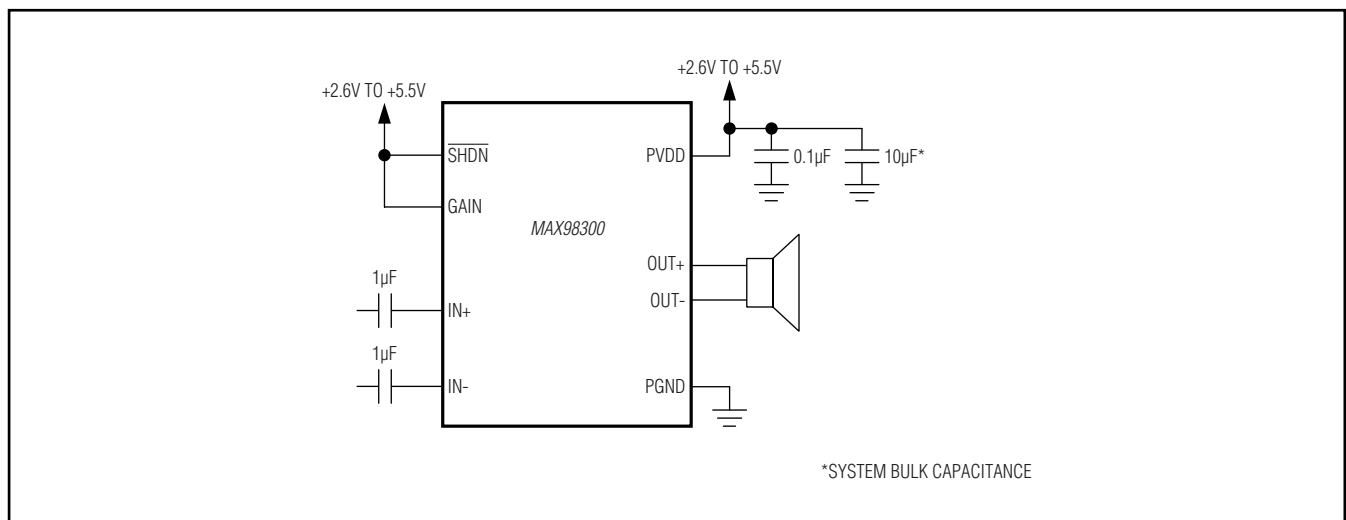 +2.6V TO +5.5V
+2.6V TO +5.5V
SHDN
PVDD
0.1µF
10µF*
GAIN
MAX98300
OUT+
OUT-
1µF
IN+
1µF
IN-
PGND
*SYSTEM BULK CAPACITANCE